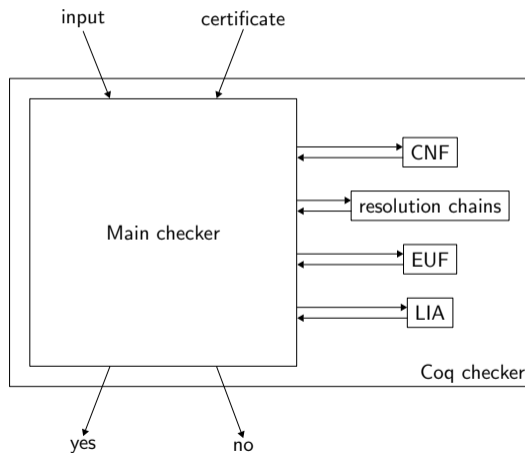 input
certificate
CNF
resolution chains
Main checker
EUF
LIA
Coq checker
yes
no